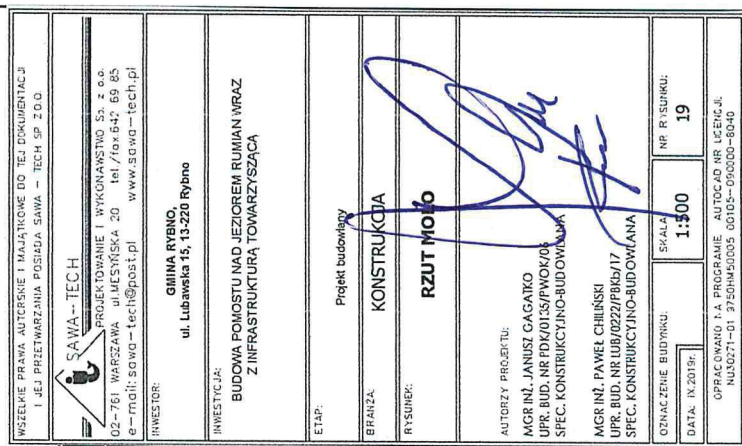 WSZELKIE PRAWA AUTORSKIE I MAJĄTKOWE DO TEJ DOKUMENTACJI
I JEJ PRZETWARZANIA POSIADA SAWA - TECH SP Z O.O.
SAWA-TECH
PROJEKTOWANIE I WYKONAWSTWO Sp. z o.o.
02-761 WARSZAWA ul.MESYŃSKA 20 tel./fax 642 69 85
e-mail: sawa-tech@post.pl www.sawa-tech.pl
INWESTOR:
GMINA RYBNO,
ul. Lubawska 15, 13-220 Rybno
INWESTYCJA:
BUDOWA POMOSTU NAD JEZIOREM RUMIAN WRAZ
Z INFRASTRUKTURĄ TOWARZYSZĄCĄ
ETAP:
Projekt budowlany
BRANŻA:
KONSTRUKCJA
RYSUNEK:
RZUT MOLO
AUTORZY PROJEKTU:
MGR INŻ. JANUSZ GAGATKO
UPR. BUD. NR PDK/0135/PWOK/06
SPEC. KONSTRUKCYJNO-BUDOWLANA
MGR INŻ. PAWEŁ CHILIŃSKI
UPR. BUD. NR LUB/0222/PBKb/17
SPEC. KONSTRUKCYJNO-BUDOWLANA
OZNACZENIE BUDYNKU:
SKALA
1:500
NR RYSUNKU:
19
DATA: IX.2019r.
OPRACOWANO NA PROGRAMIE AUTOCAD NR LICENCJI:
NU30271-01 9750HM50005 00105-090000-8040